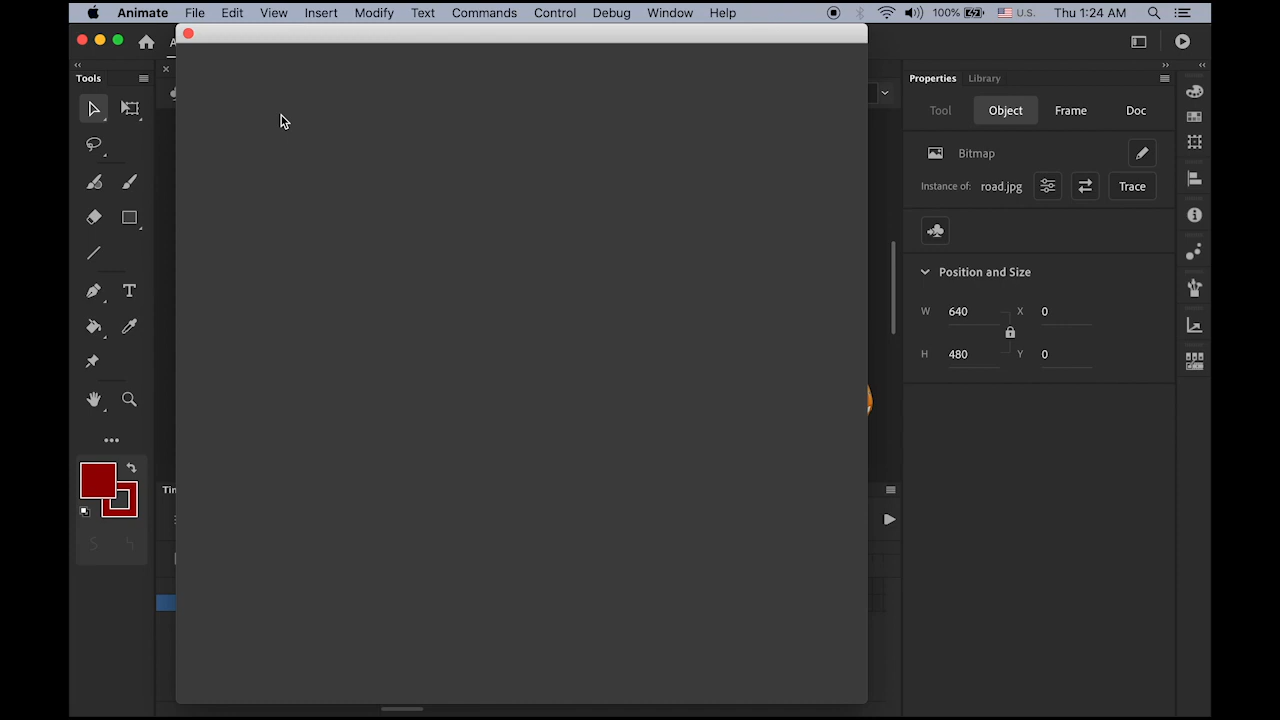 Animate File Edit View Insert Modify Text Commands Control Debug Window Help 100% U.S. Thu 1:24 AM
Tools
Properties Library
Tool Object Frame Doc
Bitmap
Instance of: road.jpg Trace
Position and Size
W 640 X 0
H 480 Y 0